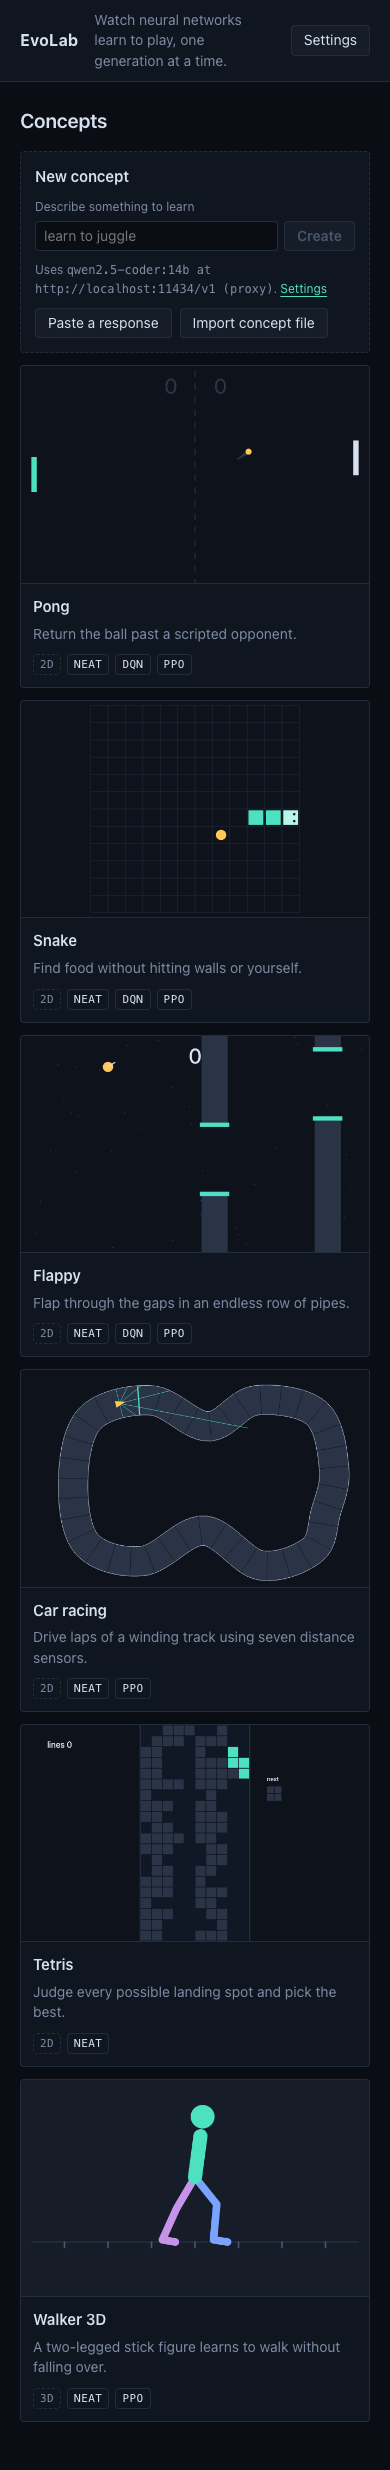 EvoLab
Watch neural networks
learn to play, one
generation at a time.
Settings
Concepts
New concept
Describe something to learn
learn to juggle
Create
Uses qwen2.5-coder:14b at
http://localhost:11434/v1 (proxy). Settings
Paste a response
Import concept file
0 0
Pong
Return the ball past a scripted opponent.
2D NEAT DQN PPO
Snake
Find food without hitting walls or yourself.
2D NEAT DQN PPO
0
Flappy
Flap through the gaps in an endless row of pipes.
2D NEAT DQN PPO
Car racing
Drive laps of a winding track using seven distance
sensors.
2D NEAT PPO
lines 0
next
Tetris
Judge every possible landing spot and pick the
best.
2D NEAT
Walker 3D
A two-legged stick figure learns to walk without
falling over.
3D NEAT PPO